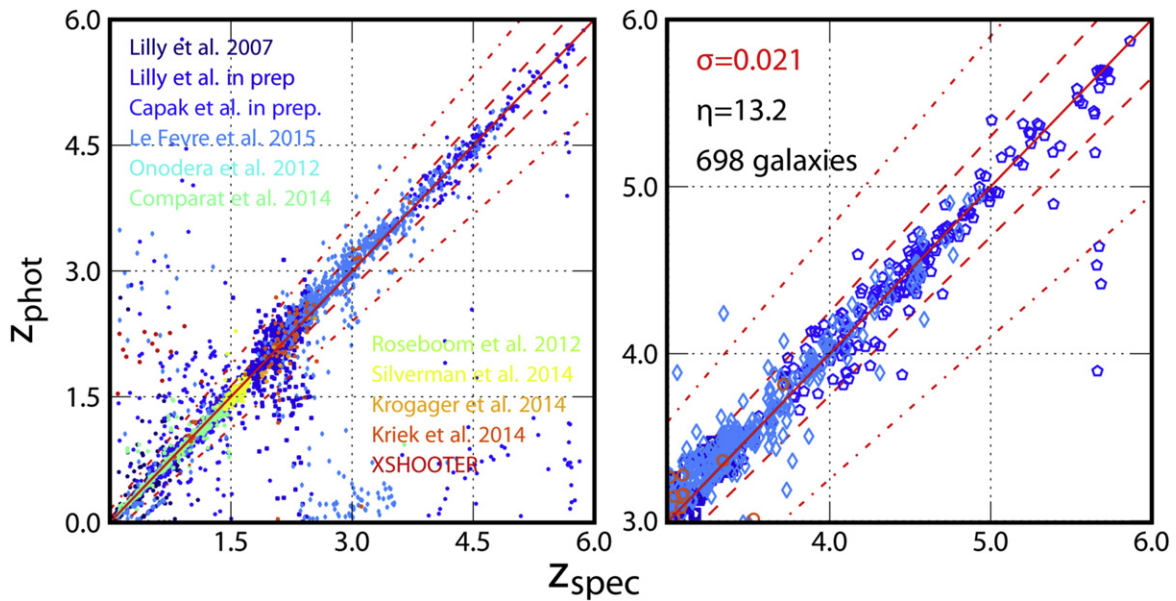 6.0
4.5
3.0
1.5
0.0
Zphot
Lilly et al. 2007
Lilly et al. in prep
Capak et al. in prep.
Le Fevre et al. 2015
Onodera et al. 2012
Comparat et al. 2014
Roseboom et al. 2012
Silverman et al. 2014
Krogager et al. 2014
Kriek et al. 2014
XSHOOTER
1.5 3.0 4.5 6.0
6.0
5.0
4.0
3.0
σ=0.021
η=13.2
698 galaxies
4.0 5.0 6.0
Zspec